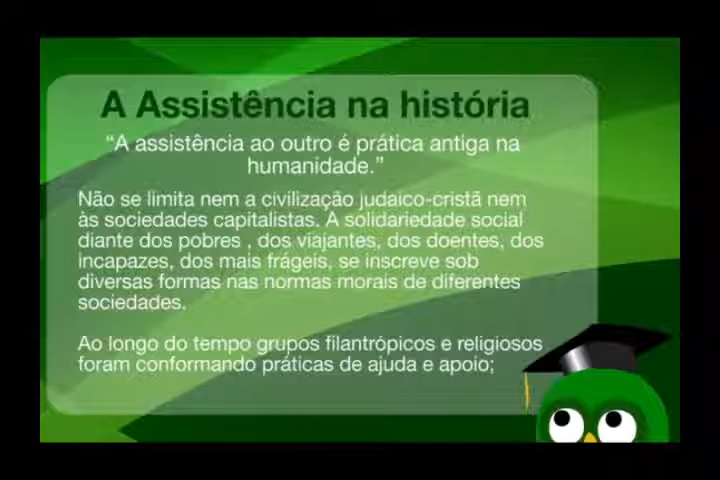 A Assistência na história
“A assistência ao outro é prática antiga na
humanidade.”
Não se limita nem a civilização judaico-cristã nem
às sociedades capitalistas. A solidariedade social
diante dos pobres , dos viajantes, dos doentes, dos
incapazes, dos mais frágeis, se inscreve sob
diversas formas nas normas morais de diferentes
sociedades.
Ao longo do tempo grupos filantrópicos e religiosos
foram conformando práticas de ajuda e apoio;